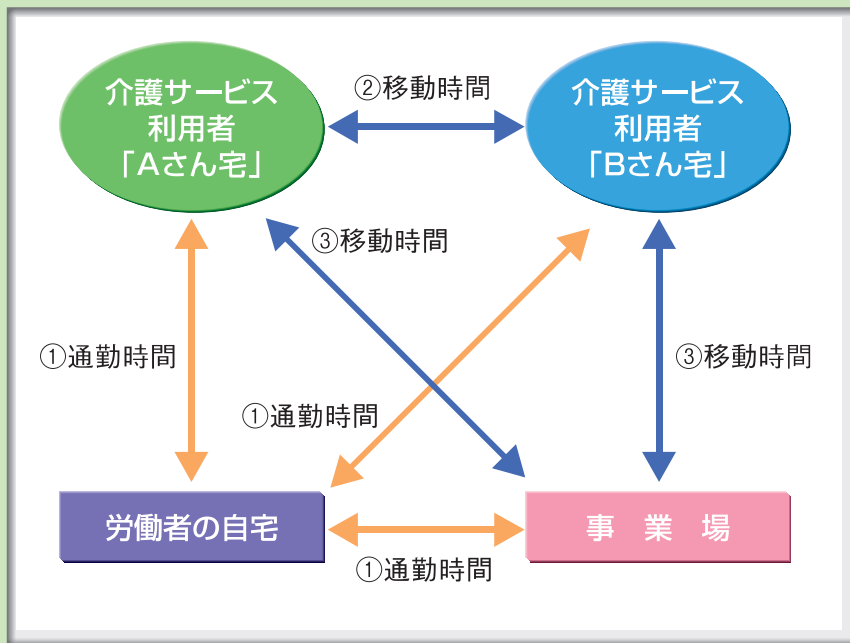 介護サービス
利用者
「Aさん宅」
②移動時間
介護サービス
利用者
「Bさん宅」
③移動時間
①通勤時間
③移動時間
①通勤時間
労働者の自宅
事 業 場
①通勤時間